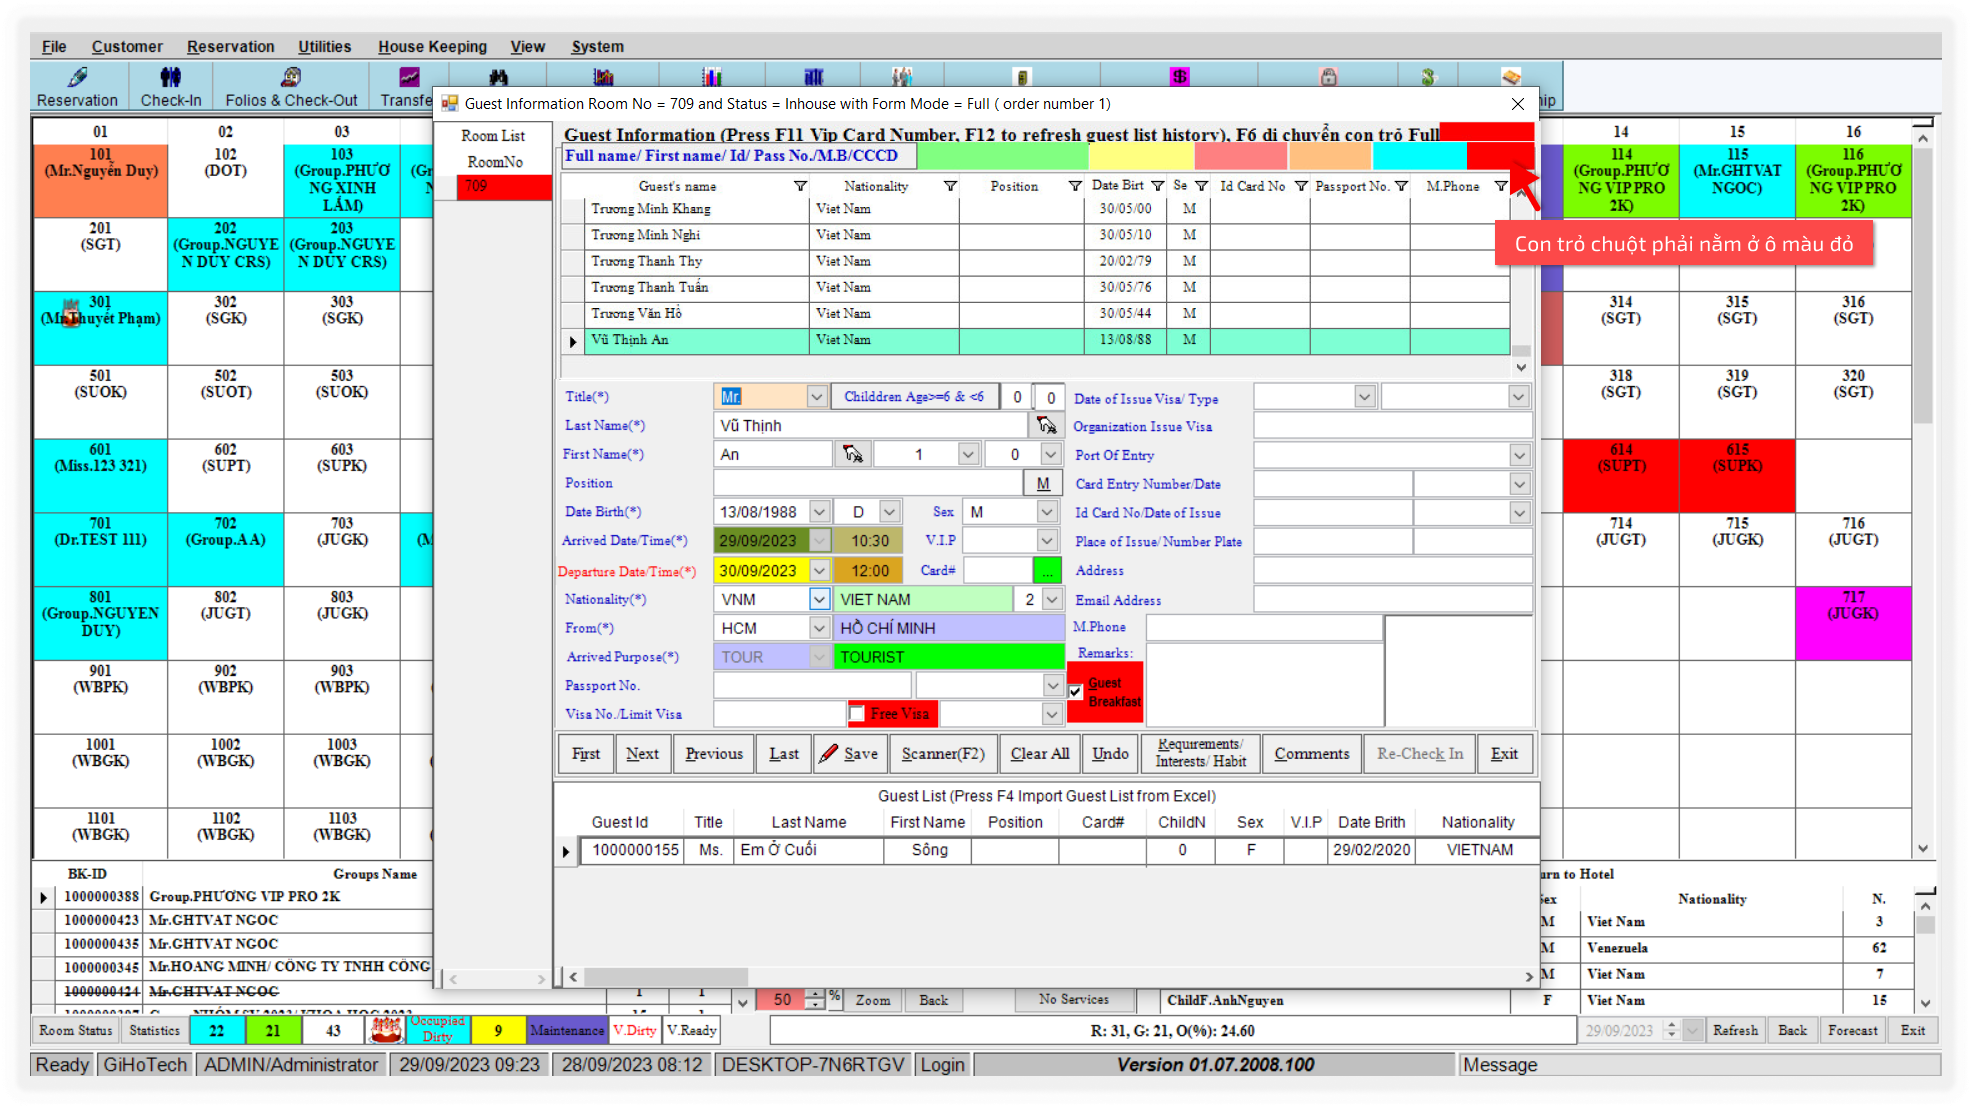 File Customer Reservation Utilities House Keeping View System
Reservation Check-In Folios & Check-Out Transfe
Guest Information Room No = 709 and Status = Inhouse with Form Mode = Full ( order number 1)
Room List
RoomNo
709
Guest Information (Press F11 Vip Card Number, F12 to refresh guest list history), F6 di chuyển con trỏ Full
Full name/ First name/ Id/ Pass No./M.B/CCCD
Guest's name Nationality Position Date Birt Se Id Card No Passport No. M.Phone
Trương Minh Khang Viet Nam 30/05/00 M
Trương Minh Nghi Viet Nam 30/05/10 M
Trương Thanh Thy Viet Nam 20/02/79 M
Trương Thanh Tuấn Viet Nam 30/05/76 M
Trương Văn Hồ Viet Nam 30/05/44 M
Vũ Thịnh An Viet Nam 13/08/88 M
Con trỏ chuột phải nằm ở ô màu đỏ
Title(*) Mr. Childdren Age>=6 & <6 0 0
Last Name(*) Vũ Thịnh
First Name(*) An 1 0
Position M
Date Birth(*) 13/08/1988 D Sex M
Arrived Date/Time(*) 29/09/2023 10:30 V.I.P
Departure Date/Time(*) 30/09/2023 12:00 Card# ...
Nationality(*) VNM VIET NAM 2
From(*) HCM HỒ CHÍ MINH
Arrived Purpose(*) TOUR TOURIST
Passport No.
Visa No./Limit Visa Free Visa
Date of Issue Visa/ Type
Organization Issue Visa
Port Of Entry
Card Entry Number/Date
Id Card No/Date of Issue
Place of Issue/ Number Plate
Address
Email Address
M.Phone
Remarks:
Guest
Breakfast
First Next Previous Last Save Scanner(F2) Clear All Undo Requirements/ Interests/ Habit Comments Re-Check In Exit
Guest List (Press F4 Import Guest List from Excel)
Guest Id Title Last Name First Name Position Card# ChildN Sex V.I.P Date Brith Nationality
1000000155 Ms. Em Ở Cuối Sông 0 F 29/02/2020 VIETNAM
01 02 03
101 102 103
(Mr.Nguyễn Duy) (DOT) (Group.PHƯƠ
NG XINH
LẮM)
201 202 203
(SGT) (Group.NGUYE (Group.NGUYE
N DUY CRS) N DUY CRS)
301 302 303
(Mr.Thuyết Phạm) (SGK) (SGK)
501 502 503
(SUOK) (SUOT) (SUOK)
601 602 603
(Miss.123 321) (SUPT) (SUPK)
701 702 703
(Dr.TEST 111) (Group.AA) (JUGK)
801 802 803
(Group.NGUYEN (JUGT) (JUGK)
DUY)
901 902 903
(WBPK) (WBPK) (WBPK)
1001 1002 1003
(WBGK) (WBGK) (WBGK)
1101 1102 1103
(WBGK) (WBGK) (WBGK)
14 15 16
114 115 116
(Group.PHƯƠ (Mr.GHTVAT (Group.PHƯƠ
NG VIP PRO NGOC) NG VIP PRO
2K) 2K)
314 315 316
(SGT) (SGT) (SGT)
318 319 320
(SGT) (SGT) (SGT)
614 615
(SUPT) (SUPK)
714 715 716
(JUGT) (JUGK) (JUGT)
717
(JUGK)
BK-ID Groups Name
1000000388 Group.PHƯƠNG VIP PRO 2K
1000000423 Mr.GHTVAT NGOC
1000000435 Mr.GHTVAT NGOC
1000000345 Mr.HOANG MINH/ CÔNG TY TNHH CÔNG
1000000424 Mr.GHTVAT NGOC
urn to Hotel
Sex Nationality N.
M Viet Nam 3
M Venezuela 62
M Viet Nam 7
F Viet Nam 15
50 % Zoom Back No Services ChildF.AnhNguyen
Room Status Statistics 22 21 43 Occupied Dirty 9 Maintenance V.Dirty V.Ready R: 31, G: 21, O(%): 24.60 29/09/2023 Refresh Back Forecast Exit
Ready GiHoTech ADMIN/Administrator 29/09/2023 09:23 28/09/2023 08:12 DESKTOP-7N6RTGV Login Version 01.07.2008.100 Message